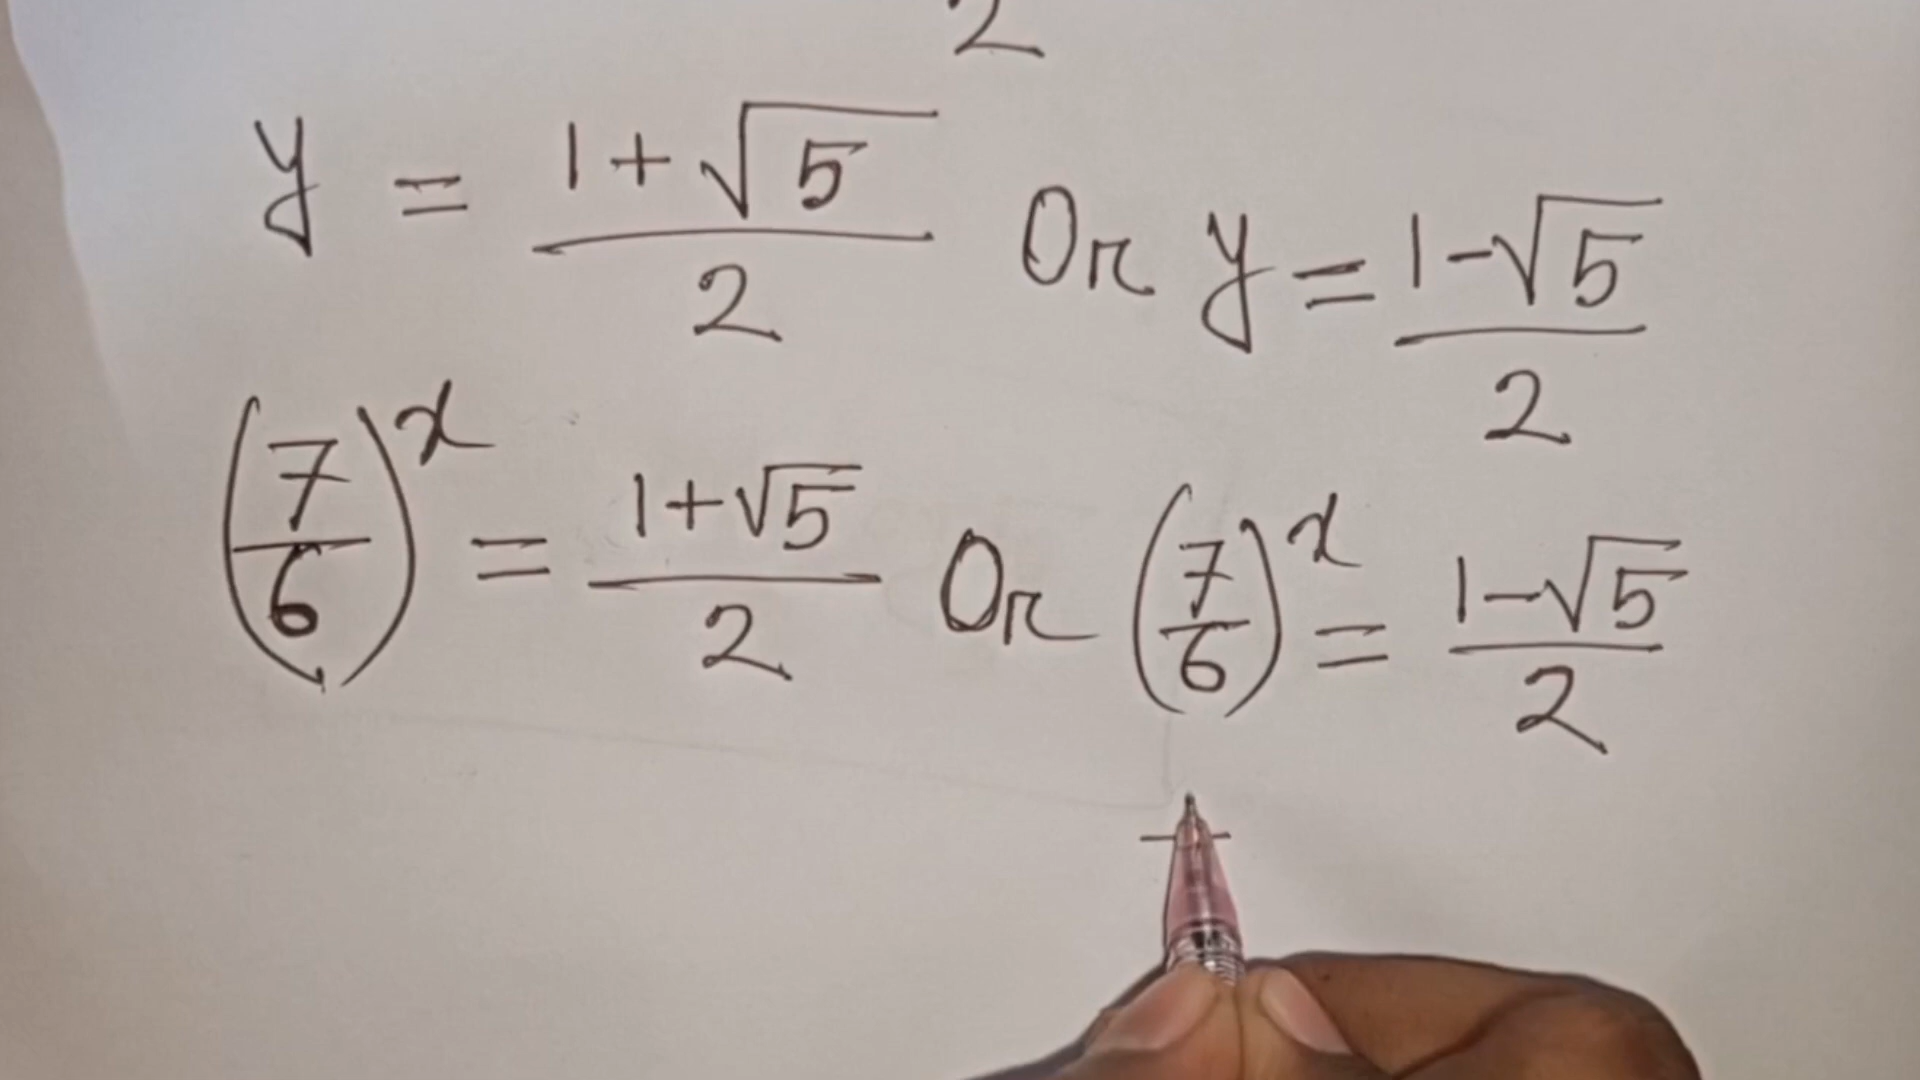 2
y = (1+√5)/2 Or y = (1-√5)/2
(7/6)^x = (1+√5)/2 Or (7/6)^x = (1-√5)/2